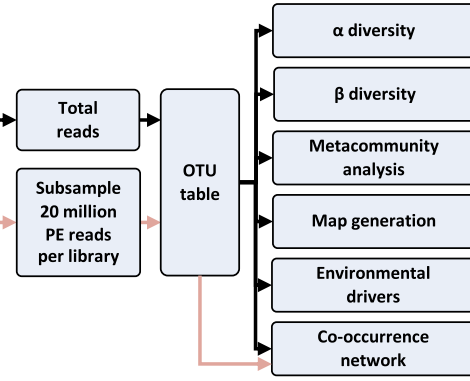 Total
reads
Subsample
20 million
PE reads
per library
OTU
table
α diversity
β diversity
Metacommunity
analysis
Map generation
Environmental
drivers
Co-occurrence
network